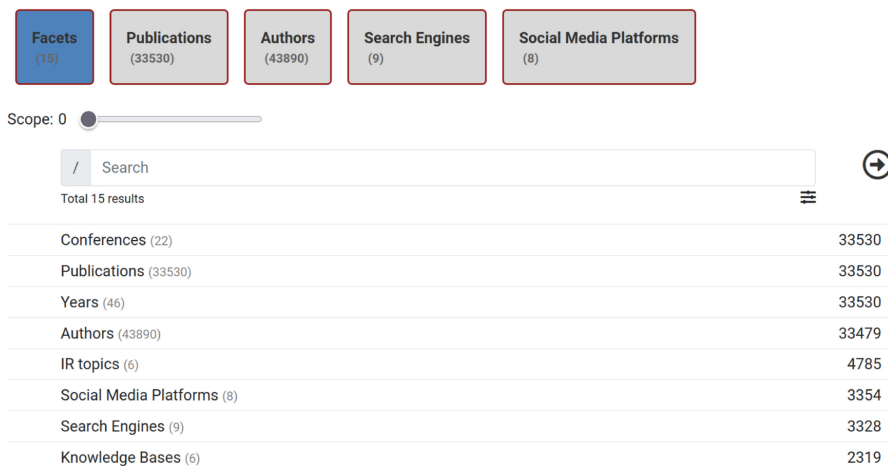 Facets Publications Authors Search Engines Social Media Platforms
(15) (33530) (43890) (9) (8)
Scope: 0
/ Search
Total 15 results
Conferences (22) 33530
Publications (33530) 33530
Years (46) 33530
Authors (43890) 33479
IR topics (6) 4785
Social Media Platforms (8) 3354
Search Engines (9) 3328
Knowledge Bases (6) 2319